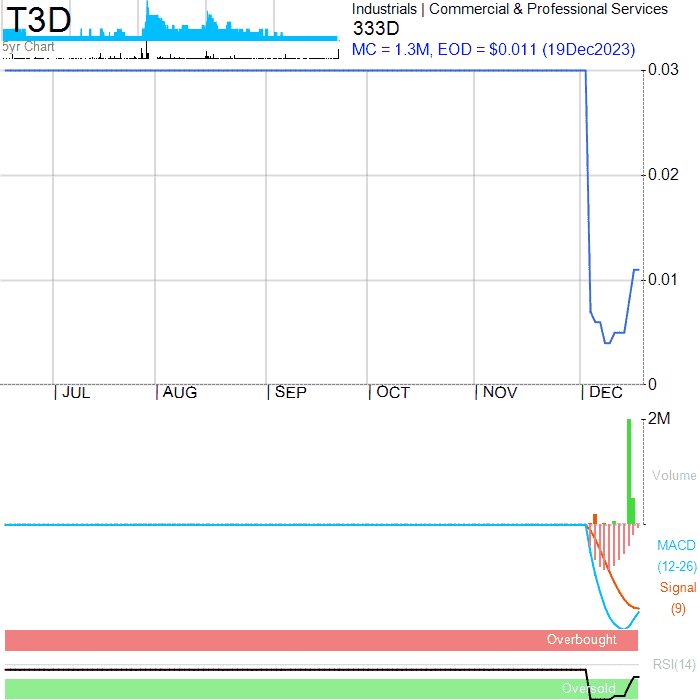 T3D
5yr Chart
Industrials | Commercial & Professional Services
333D
MC = 1.3M, EOD = $0.011 (19Dec2023)
0.03
0.02
0.01
0
JUL AUG SEP OCT NOV DEC
2M
Volume
MACD
(12-26)
Signal
(9)
Overbought
RSI(14)
Oversold